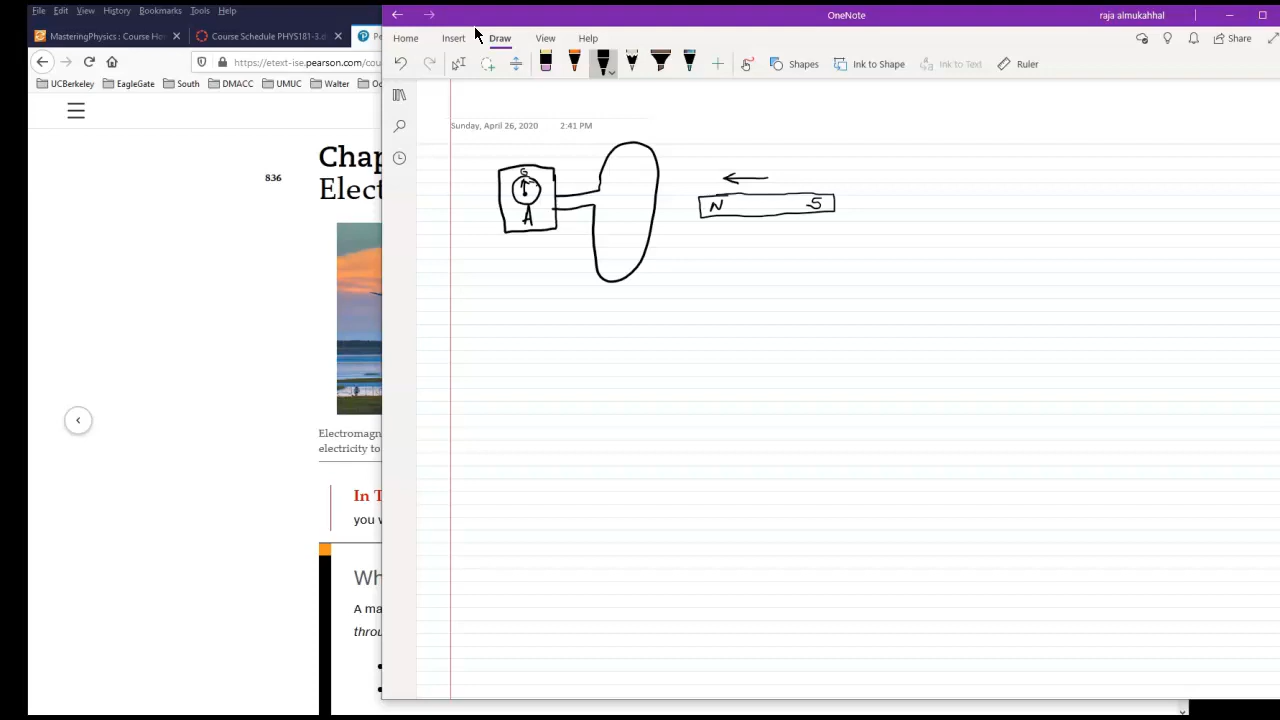 File Edit View History Bookmarks Tools Help
MasteringPhysics : Course Ho
Course Schedule PHYS181-3.d
https://etext-ise.pearson.com/cou
UCBerkeley EagleGate South DMACC UMUC Walter
836
Chap
Elect
Electromagn
electricity to
In T
you v
Wh
A ma
throu
OneNote
raja almukahhal
Home Insert Draw View Help
Share
Shapes Ink to Shape Ink to Text Ruler
Sunday, April 26, 2020 2:41 PM
G
A
N S